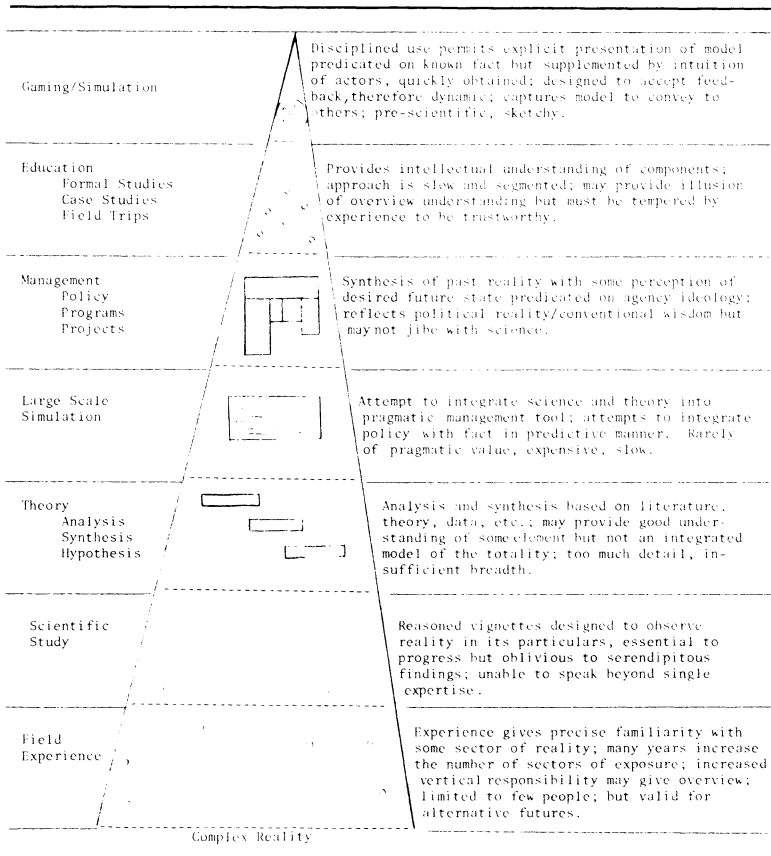 Gaming/Simulation
Disciplined use permits explicit presentation of model
predicated on known fact but supplemented by intuition
of actors, quickly obtained; designed to accept feed-
back,therefore dynamic; captures model to convey to
others; pre-scientific, sketchy.
Education
Formal Studies
Case Studies
Field Trips
Provides intellectual understanding of components;
approach is slow and segmented; may provide illusion
of overview understanding but must be tempered by
experience to be trustworthy.
Management
Policy
Programs
Projects
Synthesis of past reality with some perception of
desired future state predicated on agency ideology;
reflects political reality/conventional wisdom but
may not jibe with science.
Large Scale
Simulation
Attempt to integrate science and theory into
pragmatic management tool; attempts to integrate
policy with fact in predictive manner. Rarely
of pragmatic value, expensive, slow.
Theory
Analysis
Synthesis
Hypothesis
Analysis and synthesis based on literature,
theory, data, etc.; may provide good under-
standing of some element but not an integrated
model of the totality; too much detail, in-
sufficient breadth.
Scientific
Study
Reasoned vignettes designed to observe
reality in its particulars, essential to
progress but oblivious to serendipitous
findings; unable to speak beyond single
expertise.
Field
Experience
Experience gives precise familiarity with
some sector of reality; many years increase
the number of sectors of exposure; increased
vertical responsibility may give overview;
limited to few people; but valid for
alternative futures.
Complex Reality